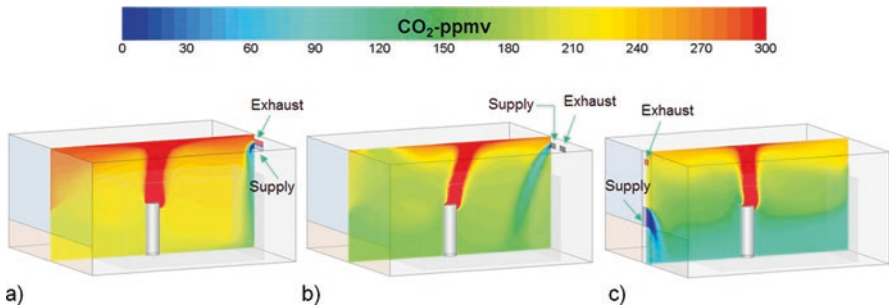 CO₂-ppmv
0 30 60 90 120 150 180 210 240 270 300
Exhaust
Supply
a)
Supply Exhaust
b)
Exhaust
Supply
c)